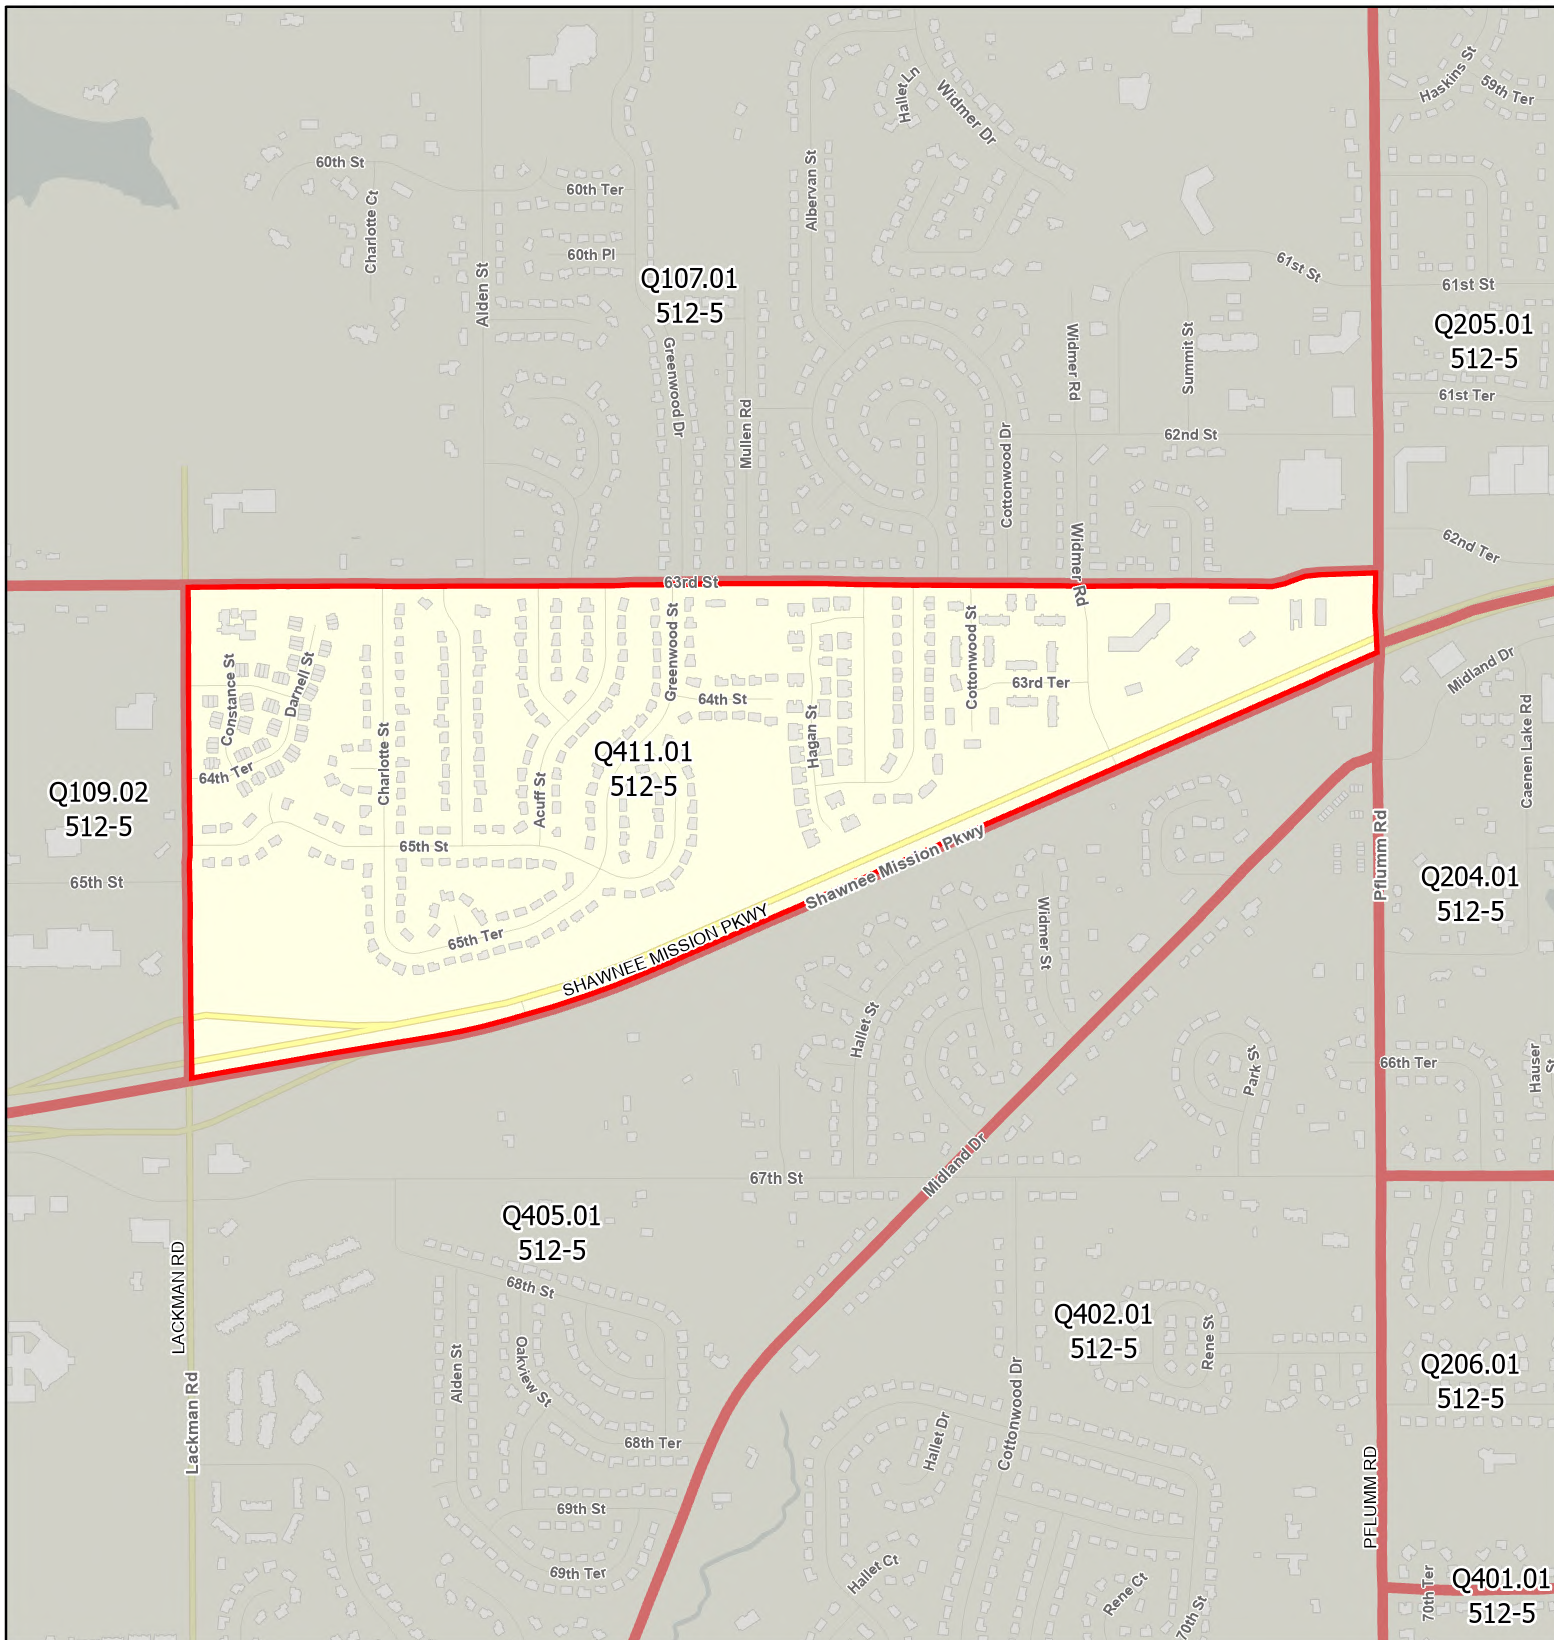 Haskins St
59th Ter
Hallet Ln
Widmer Dr
60th St
Charlotte Ct
60th Ter
60th Pl
Alden St
Albervan St
Q107.01
512-5
61st St
61st St
Q205.01
512-5
61st Ter
Greenwood Dr
Mullen Rd
Widmer Rd
Summit St
62nd St
Cottonwood Dr
Widmer Rd
62nd Ter
63rd St
Constance St
Darnell St
64th Ter
Charlotte St
Acuff St
Greenwood St
64th St
Hagan St
Cottonwood St
63rd Ter
Midland Dr
Caenen Lake Rd
Q411.01
512-5
Q109.02
512-5
65th St
65th St
65th Ter
Shawnee Mission Pkwy
SHAWNEE MISSION PKWY
Pflumm Rd
Q204.01
512-5
Widmer St
Hallet St
Park St
66th Ter
Hauser
St
Midland Dr
67th St
Q405.01
512-5
LACKMAN RD
Lackman Rd
68th St
Alden St
Oakview St
68th Ter
69th St
69th Ter
Q402.01
512-5
Rene St
Q206.01
512-5
Cottonwood Dr
Hallet Dr
Hallet Ct
Rene Ct
70th St
PFLUMM RD
70th Ter
Q401.01
512-5